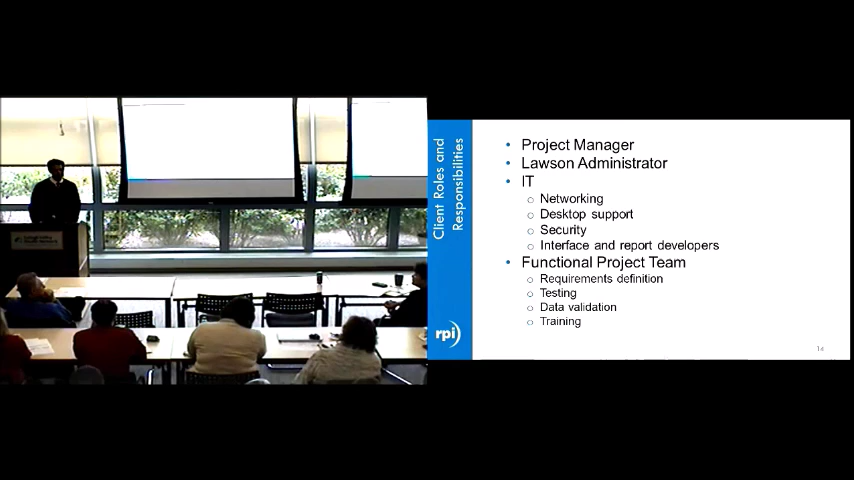 Client Roles and
Responsibilities
• Project Manager
• Lawson Administrator
• IT
o Networking
o Desktop support
o Security
o Interface and report developers
• Functional Project Team
o Requirements definition
o Testing
o Data validation
o Training
rpi
14